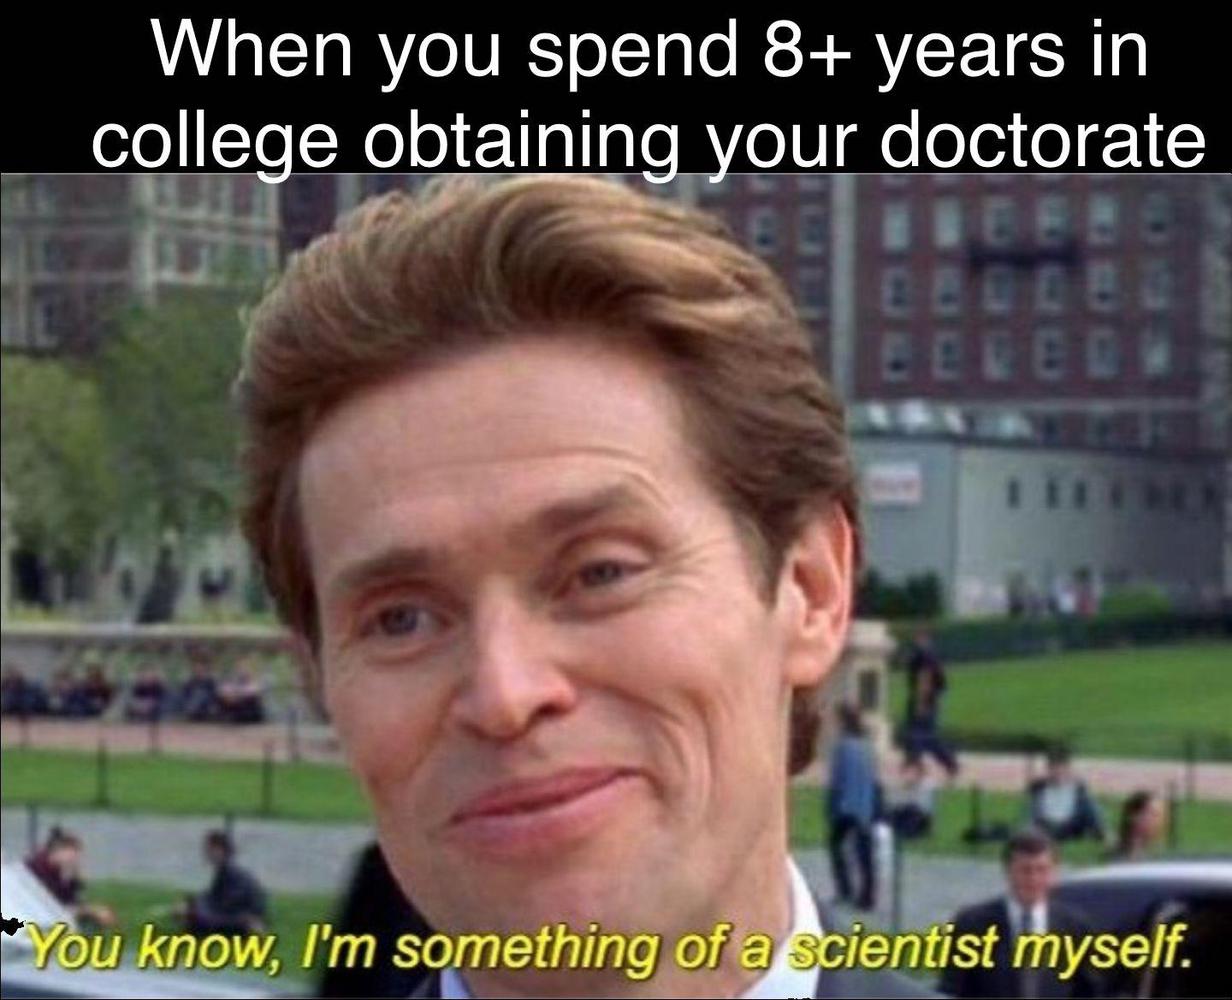 When you spend 8+ years in
college obtaining your doctorate
You know, I'm something of a scientist myself.